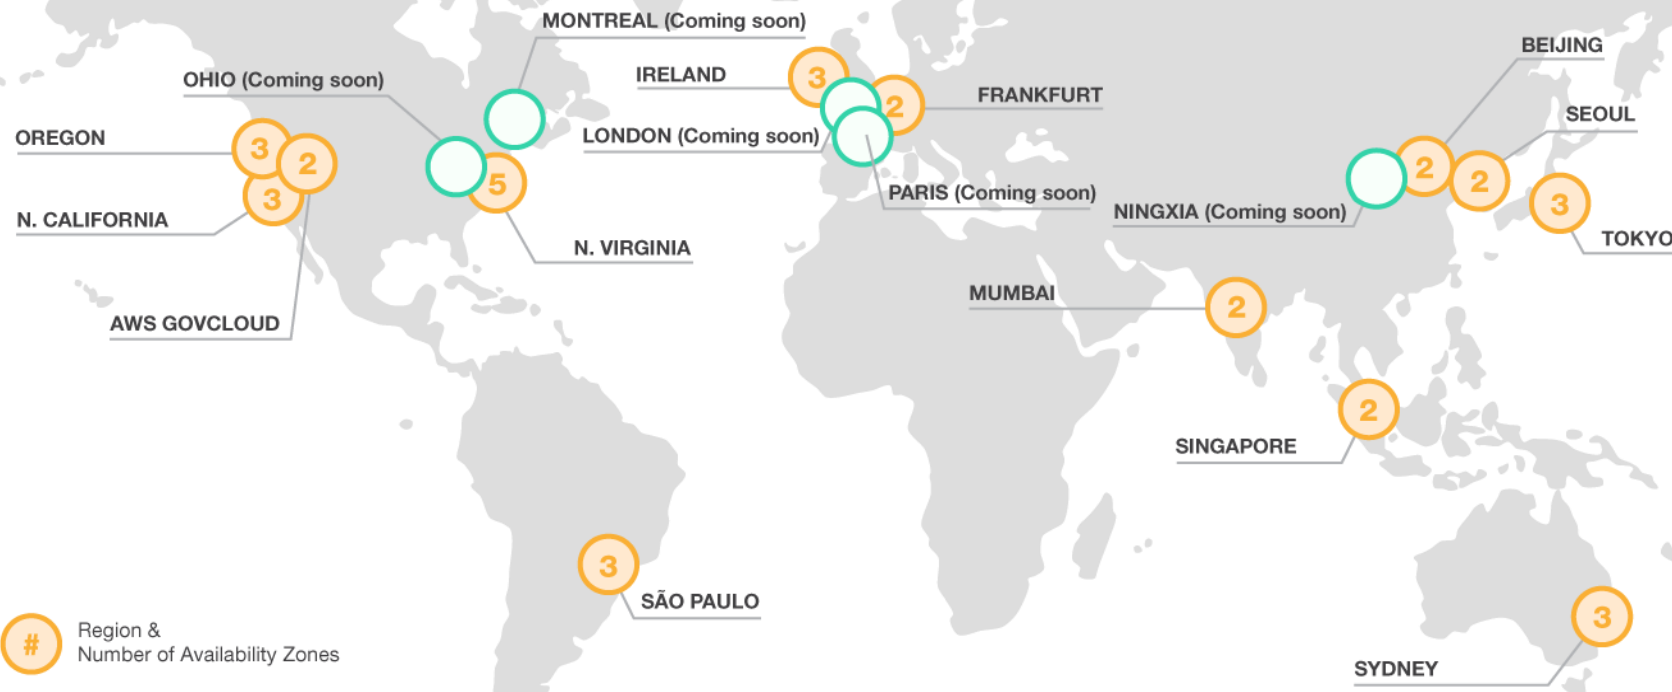 MONTREAL (Coming soon)
OHIO (Coming soon)
IRELAND
3
FRANKFURT
2
BEIJING
SEOUL
OREGON
3
2
LONDON (Coming soon)
N. CALIFORNIA
3
5
N. VIRGINIA
PARIS (Coming soon)
NINGXIA (Coming soon)
2
2
3
TOKYO
AWS GOVCLOUD
MUMBAI
2
2
SINGAPORE
3
SÃO PAULO
3
SYDNEY
#
Region &
Number of Availability Zones